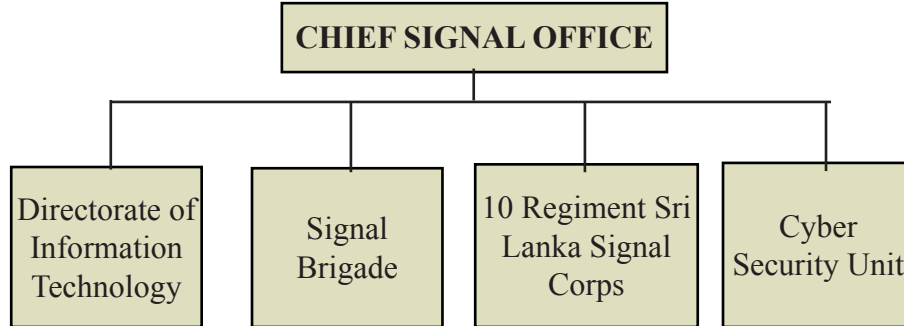 CHIEF SIGNAL OFFICE
Directorate of
Information
Technology
Signal
Brigade
10 Regiment Sri
Lanka Signal
Corps
Cyber
Security Unit